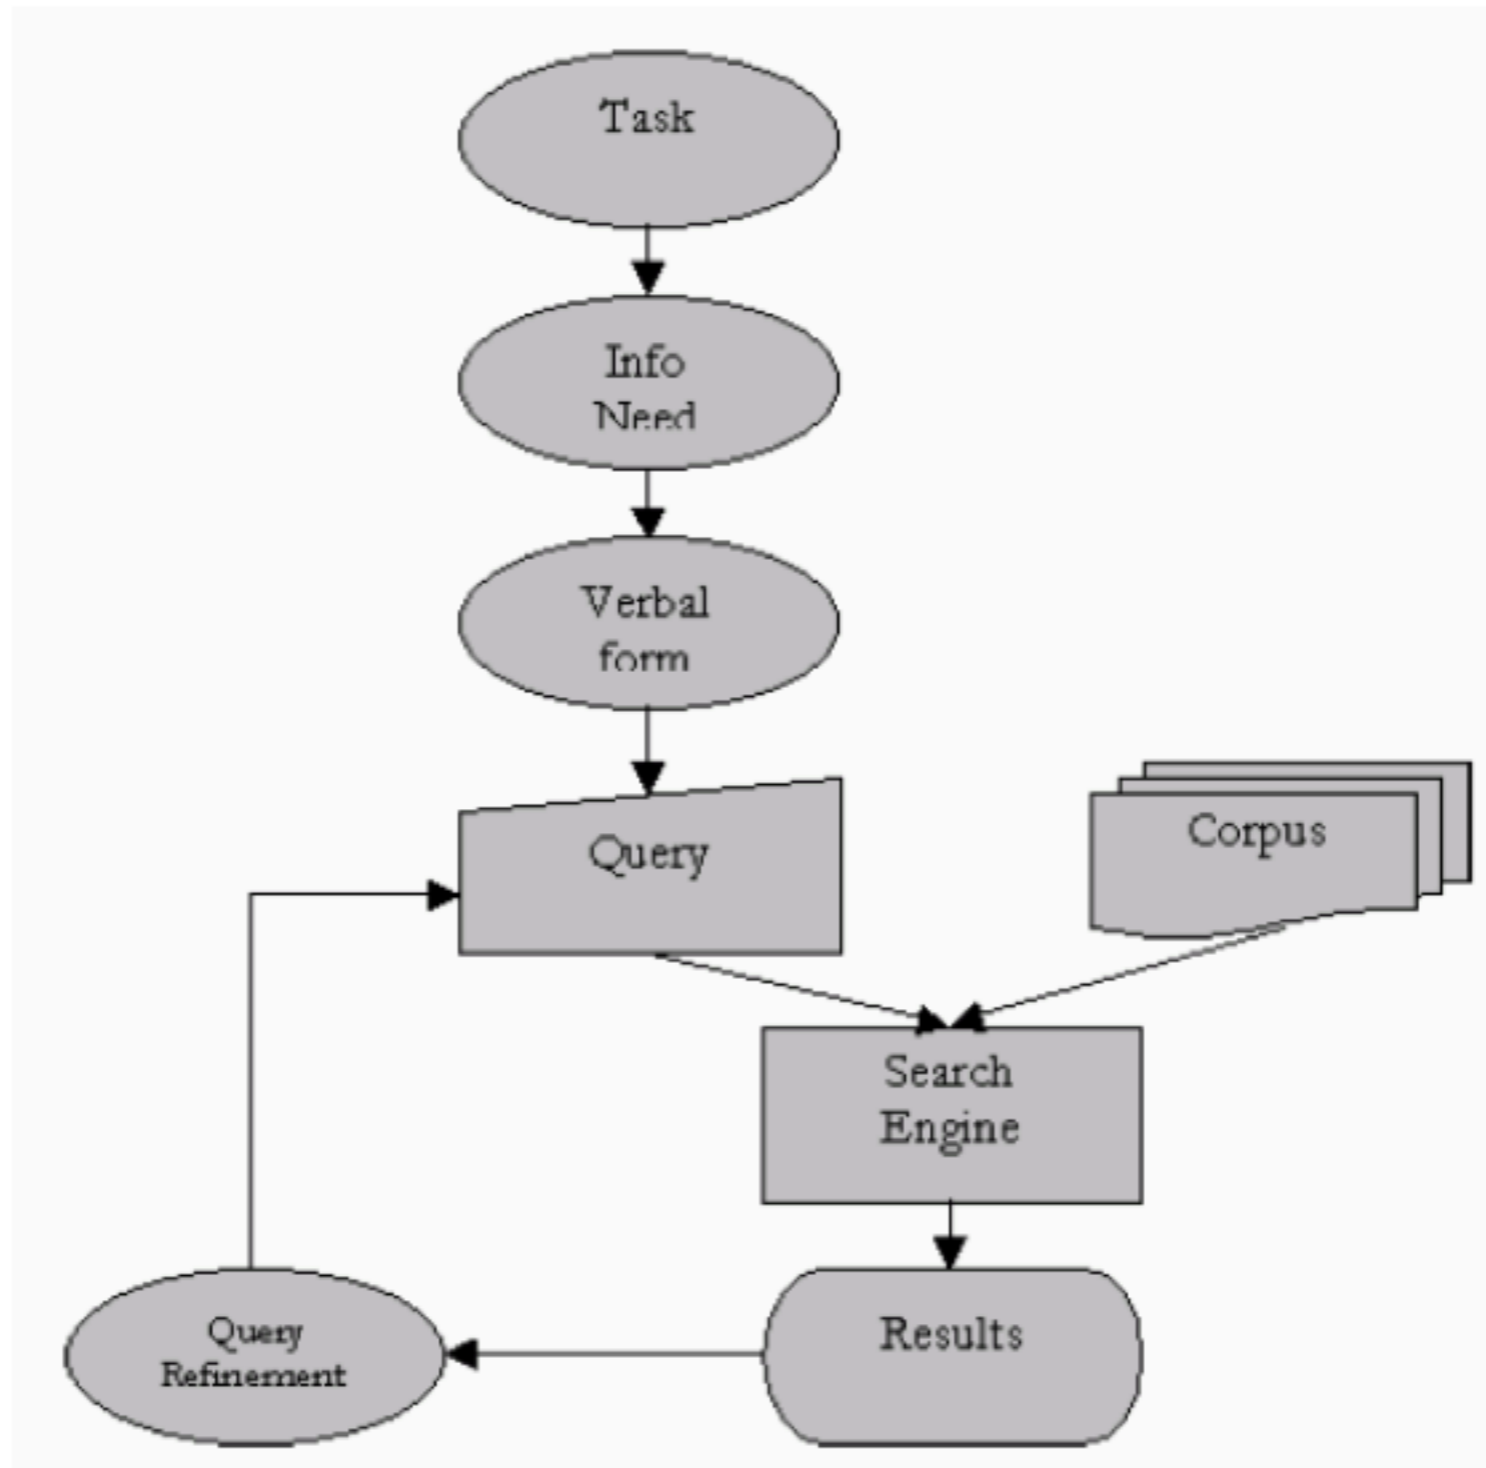 Task
Info
Need
Verbal
form
Query
Corpus
Search
Engine
Results
Query
Refinement